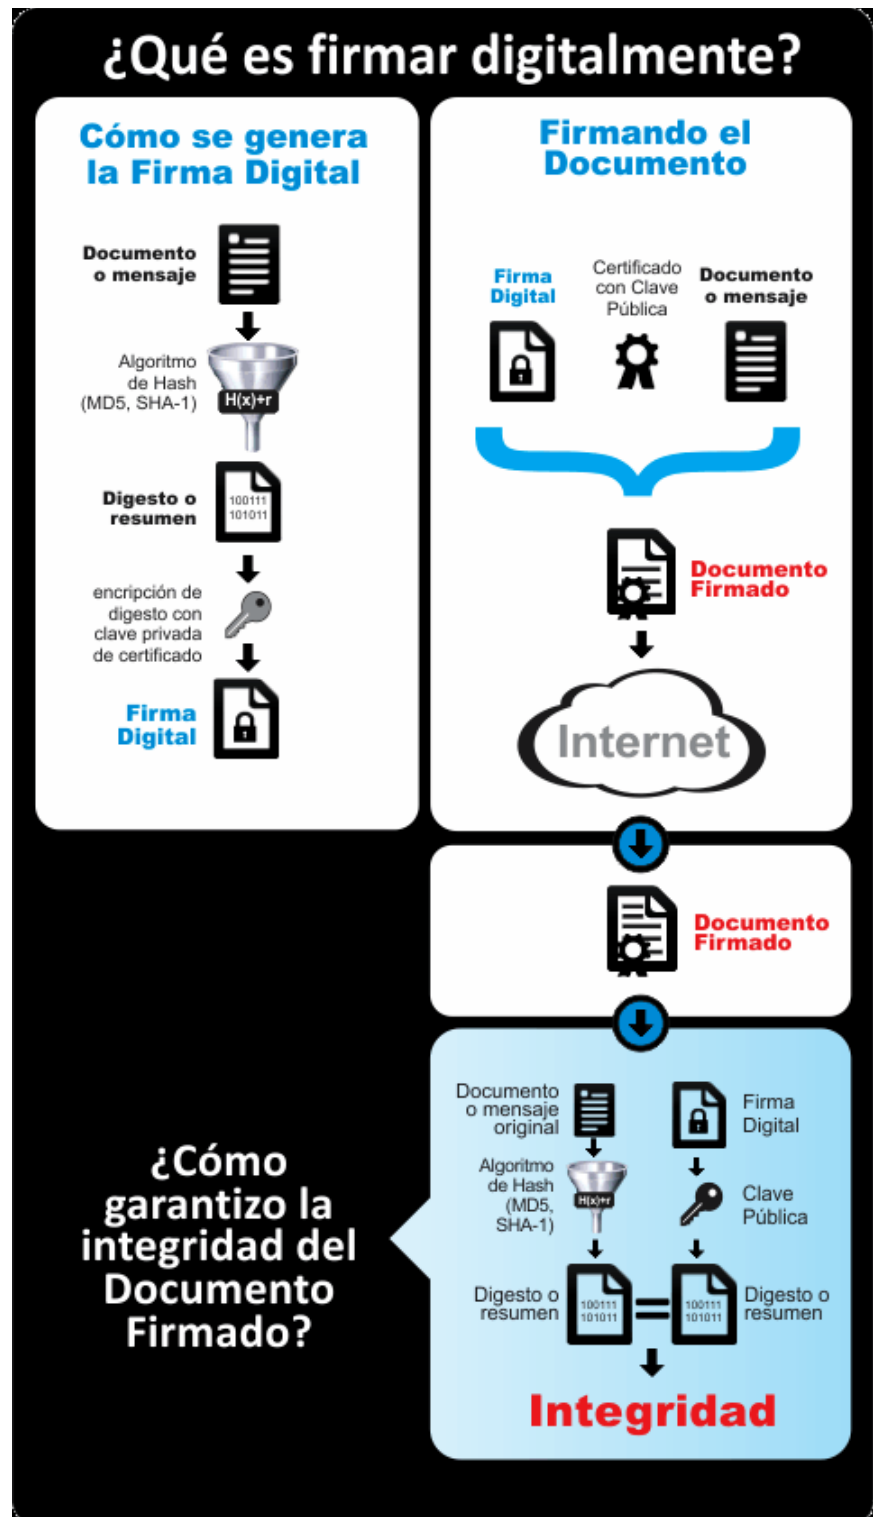 ¿Qué es firmar digitalmente?
Cómo se genera
la Firma Digital
Documento
o mensaje
Algoritmo
de Hash
(MD5, SHA-1)
H(x)+r
Digesto o
resumen
100111
101011
encripción de
digesto con
clave privada
de certificado
Firma
Digital
Firmando el
Documento
Firma
Digital
Certificado
con Clave
Pública
Documento
o mensaje
Documento
Firmado
Internet
Documento
Firmado
¿Cómo
garantizo la
integridad del
Documento
Firmado?
Documento
o mensaje
original
Algoritmo
de Hash
(MD5,
SHA-1)
H(x)+r
Digesto o
resumen
100111
101011
=
Firma
Digital
Clave
Pública
100111
101011
Digesto o
resumen
Integridad